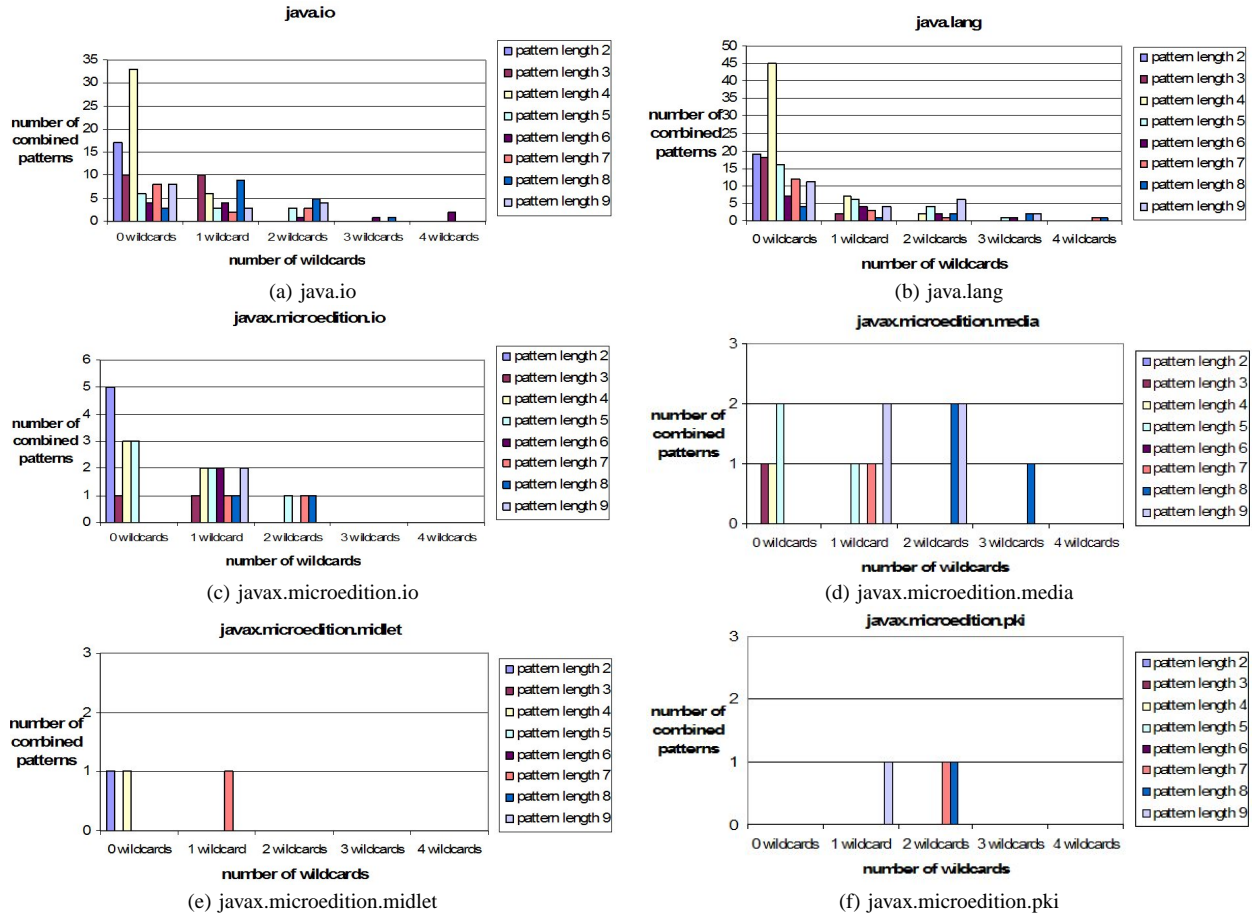 java.io
35
30
25
20
15
10
5
0
number of
combined
patterns
0 wildcards 1 wildcard 2 wildcards 3 wildcards 4 wildcards
number of wildcards
pattern length 2
pattern length 3
pattern length 4
pattern length 5
pattern length 6
pattern length 7
pattern length 8
pattern length 9
(a) java.io
java.lang
50
45
40
35
30
25
20
15
10
5
0
number of
combined
patterns
0 wildcards 1 wildcard 2 wildcards 3 wildcards 4 wildcards
number of wildcards
pattern length 2
pattern length 3
pattern length 4
pattern length 5
pattern length 6
pattern length 7
pattern length 8
pattern length 9
(b) java.lang
javax.microedition.io
6
5
4
3
2
1
0
number of
combined
patterns
0 wildcards 1 wildcard 2 wildcards 3 wildcards 4 wildcards
number of wildcards
pattern length 2
pattern length 3
pattern length 4
pattern length 5
pattern length 6
pattern length 7
pattern length 8
pattern length 9
(c) javax.microedition.io
javax.microedition.media
3
2
1
0
number of
combined
patterns
0 wildcards 1 wildcard 2 wildcards 3 wildcards 4 wildcards
number of wildcards
pattern length 2
pattern length 3
pattern length 4
pattern length 5
pattern length 6
pattern length 7
pattern length 8
pattern length 9
(d) javax.microedition.media
javax.microedition.midlet
3
2
1
0
number of
combined
patterns
0 wildcards 1 wildcard 2 wildcards 3 wildcards 4 wildcards
number of wildcards
pattern length 2
pattern length 3
pattern length 4
pattern length 5
pattern length 6
pattern length 7
pattern length 8
pattern length 9
(e) javax.microedition.midlet
javax.microedition.pki
3
2
1
0
number of
combined
patterns
0 wildcards 1 wildcard 2 wildcards 3 wildcards 4 wildcards
number of wildcards
pattern length 2
pattern length 3
pattern length 4
pattern length 5
pattern length 6
pattern length 7
pattern length 8
pattern length 9
(f) javax.microedition.pki